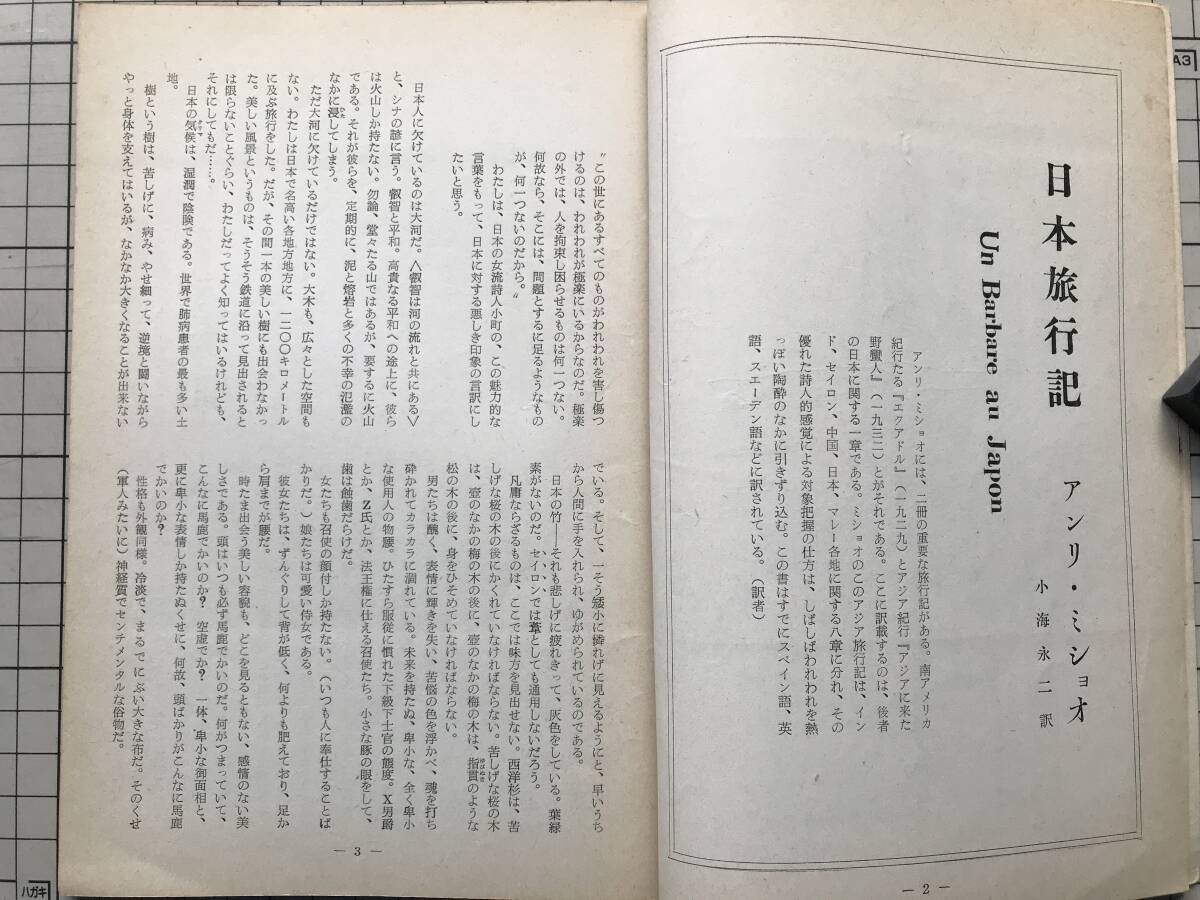 日本旅行記
アンリ・ミショオ
小海永二 訳
Un Barbare au Japon
アンリ・ミショオには、二冊の重要な旅行記がある。南アメリカ
紀行たる『エクアドル』(一九二九)とアジア紀行『アジアに来た
野蠻人』(一九三二)とがそれである。ここに訳載するのは、後者
の日本に関する一章である。ミショオのこのアジア旅行記は、イン
ド、セイロン、中国、日本、マレー各地に関する八章に分れ、その
優れた詩人的感覚による対象把握の仕方は、しばしばわれわれを熱
っぽい陶酔のなかに引きずり込む。この書はすでにスペイン語、英
語、スエーデン語などに訳されている。(訳者)
— 2 —
“この世にあるすべてのものがわれわれを害し傷つ
けるのは、われわれが極楽にいるからなのだ。極楽
の外では、人を拘束し困らせるものは何一つない。
何故なら、そこには、問題とするに足るようなもの
が、何一つないのだから。”
わたしは、日本の女流詩人小町の、この魅力的な
言葉をもって、日本に対する悪しき印象の言訳にし
たいと思う。
日本人に欠けているのは大河だ。〈叡智は河の流れと共にある〉
と、シナの諺に言う。叡智と平和。高貴なる平和への途上に、彼ら
は火山しか持たない。勿論、堂々たる山ではあるが、要するに火山
である。それが彼らを、定期的に、泥と熔岩と多くの不幸の氾濫の
なかに浸してしまう。
ただ大河に欠けているだけではない。大木も、広々とした空間も
ない。わたしは日本で名高い各地方地方に、一二〇〇キロメートル
に及ぶ旅行をした。だが、その間一本の美しい樹にも出会わなかっ
た。美しい風景というものは、そうそう鉄道に沿って見出されると
は限らないことぐらい、わたしだってよく知ってはいるけれども、
それにしてもだ……。
日本の気候は、湿潤で陰険である。世界で肺病患者の最も多い土
地。
樹という樹は、苦しげに、病み、やせ細って、逆境と闘いながら
やっと身体を支えてはいるが、なかなか大きくなることが出来ない
でいる。そして、一そう矮小に憐れげに見えるようにと、早いうち
から人間に手を入れられ、ゆがめられているのである。
日本の竹――それも悲しげに疲れきって、灰色をしている。葉緑
素がないのだ。セイロンでは葦としても通用しないだろう。
凡庸ならざるものは、ここでは味方を見出せない。西洋杉は、苦
しげな桜の木の後にかくれていなければならない。苦しげな桜の木
は、壺のなかの梅の木の後に、壺のなかの梅の木は、指貫のような
松の木の後に、身をひそめていなければならない。
男たちは醜く、表情に輝きを失い、苦悩の色を浮かべ、魂を打ち
砕かれてカラカラに涸れている。未来を持たぬ、卑小な、全く卑小
な使用人の物腰。ひたすら服従に慣れた下級下士官の態度。X男爵
とか、Z氏とか、法王権に仕える召使たち。小さな豚の眼をして、
歯は蝕歯だらけだ。
女たちも召使の顔付しか持たない。(いつも人に奉仕することば
かりだ。)娘たちは可愛い侍女である。
彼女たちは、ずんぐりして背が低く、何よりも肥えており、足か
ら肩までが腰だ。
時たま出会う美しい容貌も、どこを見るともない、感情のない美
しさである。頭はいつも必ず馬鹿でかいのだ。何がつまっていて、
こんなに馬鹿でかいのか?空虚でか?一体、卑小な御面相と、
更に卑小な表情しか持たぬくせに、何故、頭ばかりがこんなに馬鹿
でかいのか?
性格も外観同様。冷淡で、まるでにぶい大きな布だ。そのくせ
(軍人みたいに)神経質でセンチメンタルな俗物だ。
— 3 —
A3
ハガキ